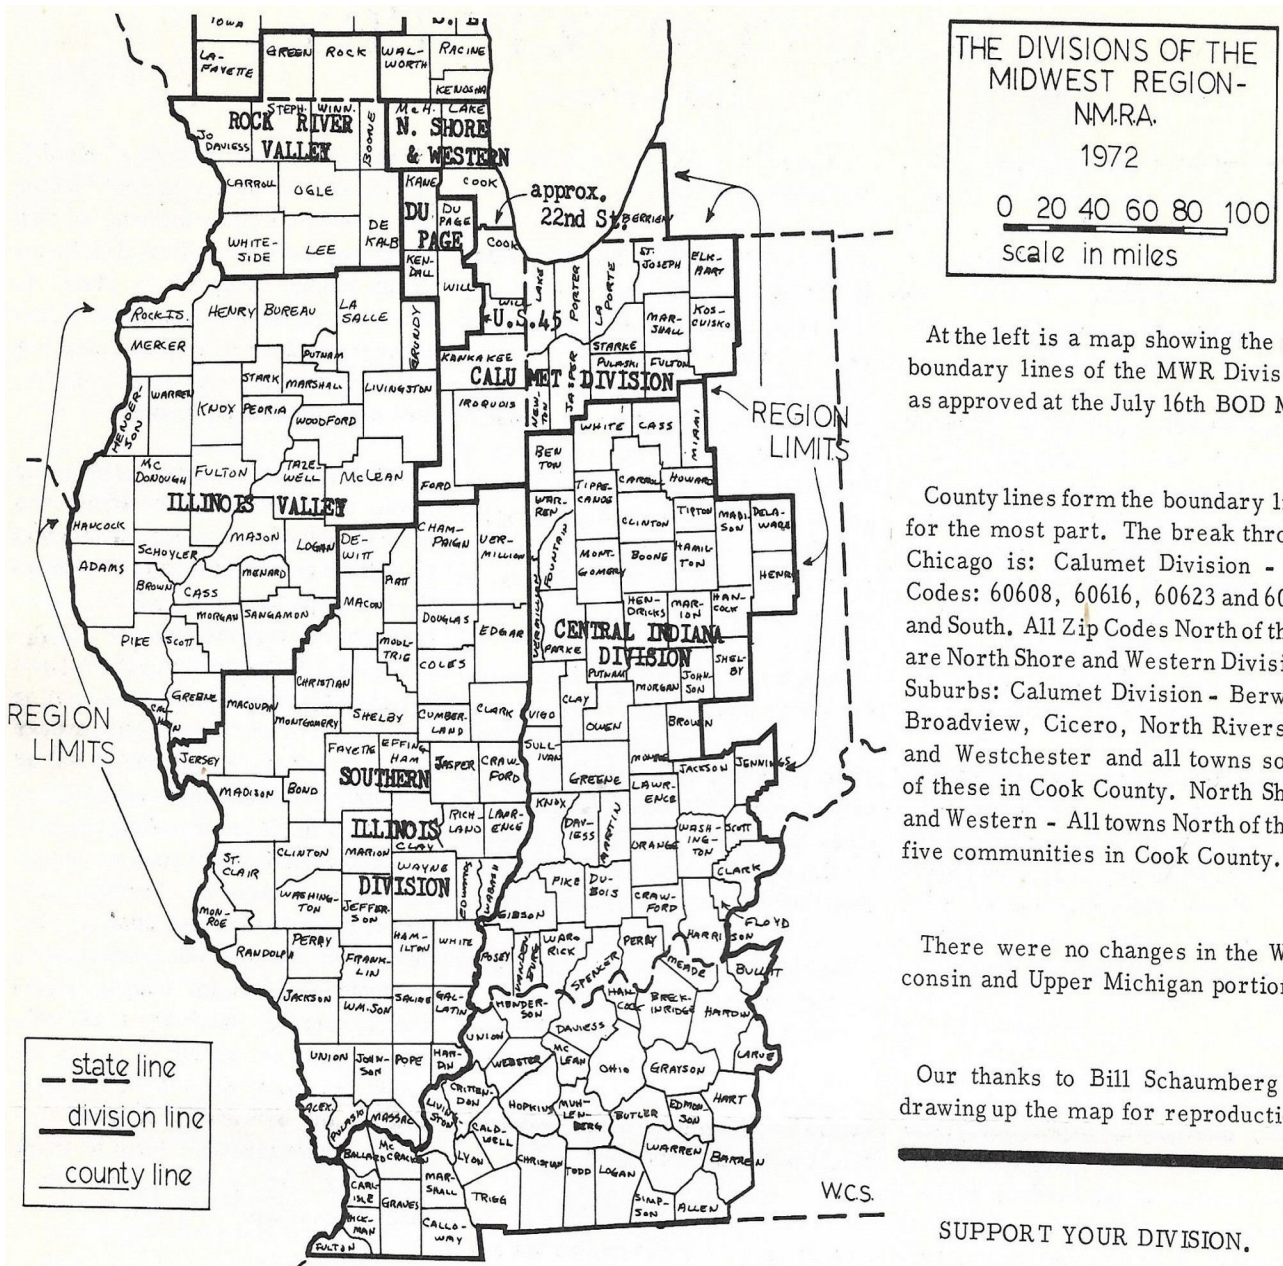 THE DIVISIONS OF THE
MIDWEST REGION-
N.M.R.A.
1972
0 20 40 60 80 100
scale in miles
IOWA
LA-
FAYETTE
GREEN
ROCK
WAL-
WORTH
RACINE
KENOSHA
JO
DAVIESS
STEPH.
WINN.
BOONE
McH.
LAKE
ROCK RIVER
VALLEY
N. SHORE
& WESTERN
CARROLL
OGLE
DE
KALB
KANE
COOK
DU
PAGE
DU
PAGE
approx.
22nd St.
BERRIEN
WHITE-
SIDE
LEE
KEN-
DALL
COOK
WILL
WILL
LAKE
PORTER
LA
PORTE
ST.
JOSEPH
ELK-
HART
ROCK IS.
HENRY
BUREAU
LA
SALLE
GRUNDY
U.S.45
MAR-
SHALL
KOS-
CUISKO
MERCER
PUTNAM
KANKAKEE
STARKE
PULASKI
FULTON
CALUMET DIVISION
JASPER
NEW-
TON
HENDER-
SON
WARREN
KNOX
STARK
PEORIA
MARSHALL
WOODFORD
LIVINGSTON
IROQUOIS
REGION
LIMITS
WHITE
CASS
MIAMI
BEN
TON
MC
DONOUGH
FULTON
TAZE-
WELL
McLEAN
FORD
TIPPE-
CANOE
CARROLL
HOWARD
ILLINOIS VALLEY
HANCOCK
MASON
LOGAN
DE-
WITT
CHAM-
PAIGN
VER-
MILLION
WAR-
REN
CLINTON
TIPTON
MADI-
SON
DELA-
WARE
ADAMS
SCHUYLER
BROWN
CASS
MENARD
PIATT
MACON
FOUNTAIN
MONT-
GOMERY
BOONE
HAMIL-
TON
HENRY
PIKE
SCOTT
MORGAN
SANGAMON
MOUL-
TRIE
DOUGLAS
EDGAR
VERMILLION
HEN-
DRICKS
MAR-
ION
HAN-
COCK
CENTRAL INDIANA
DIVISION
PARKE
PUTNAM
MORGAN
JOHN-
SON
SHEL-
BY
COLES
CHRISTIAN
GREENE
CAL-
HOUN
MACOUPIN
MONTGOMERY
SHELBY
CUMBER-
LAND
CLARK
VIGO
CLAY
OWEN
BROWN
REGION
LIMITS
JERSEY
FAYETTE
EFFING
HAM
JASPER
CRAW-
FORD
SULL-
IVAN
GREENE
MONROE
JACKSON
JENNINGS
SOUTHERN
ILLINOIS
DIVISION
MADISON
BOND
LAWR-
ENCE
RICH-
LAND
LAWR-
ENCE
KNOX
DAV-
IESS
MARTIN
ORANGE
WASH-
ING-
TON
SCOTT
CLARK
CLINTON
MARION
CLAY
WAYNE
EDWARDS
WABASH
ST.
CLAIR
WASHING-
TON
JEFFER-
SON
PIKE
DU-
BOIS
CRAW-
FORD
FLOYD
HARRI
SON
GIBSON
MON-
ROE
RANDOLPH
PERRY
FRANK-
LIN
HAM-
ILTON
WHITE
POSEY
VANDEN
BURG
WAR-
RICK
SPENCER
PERRY
MEADE
BULLIT
JACKSON
WM.SON
SALINE
GAL-
LATIN
HENDER-
SON
HAN-
COCK
BREK-
INRIDGE
HARDIN
DAVIESS
UNION
LARUE
UNION
JOHN-
SON
POPE
HAR-
DIN
WEBSTER
MC
LEAN
OHIO
GRAYSON
CRITTEN-
DON
HOPKINS
MUH-
LEN-
BERG
BUTLER
EDMON-
SON
HART
ALEX.
PULASKI
MASSAC
LIVING-
STON
CALD-
WELL
BALLARD
MC
CRACKEN
LYON
CHRISTIAN
TODD
LOGAN
WARREN
BARREN
CARL-
ISLE
GRAVES
MAR-
SHALL
TRIGG
SIMP-
SON
ALLEN
HICK-
MAN
FULTON
CALLO-
WAY
W.C.S.
state line
division line
county line
At the left is a map showing the
boundary lines of the MWR Divis
as approved at the July 16th BOD M
County lines form the boundary l
for the most part. The break thro
Chicago is: Calumet Division -
Codes: 60608, 60616, 60623 and 60
and South. All Zip Codes North of th
are North Shore and Western Divisi
Suburbs: Calumet Division - Berw
Broadview, Cicero, North Rivers
and Westchester and all towns so
of these in Cook County. North Sh
and Western - All towns North of th
five communities in Cook County.
There were no changes in the W
consin and Upper Michigan portion
Our thanks to Bill Schaumberg
drawing up the map for reproducti
SUPPORT YOUR DIVISION.